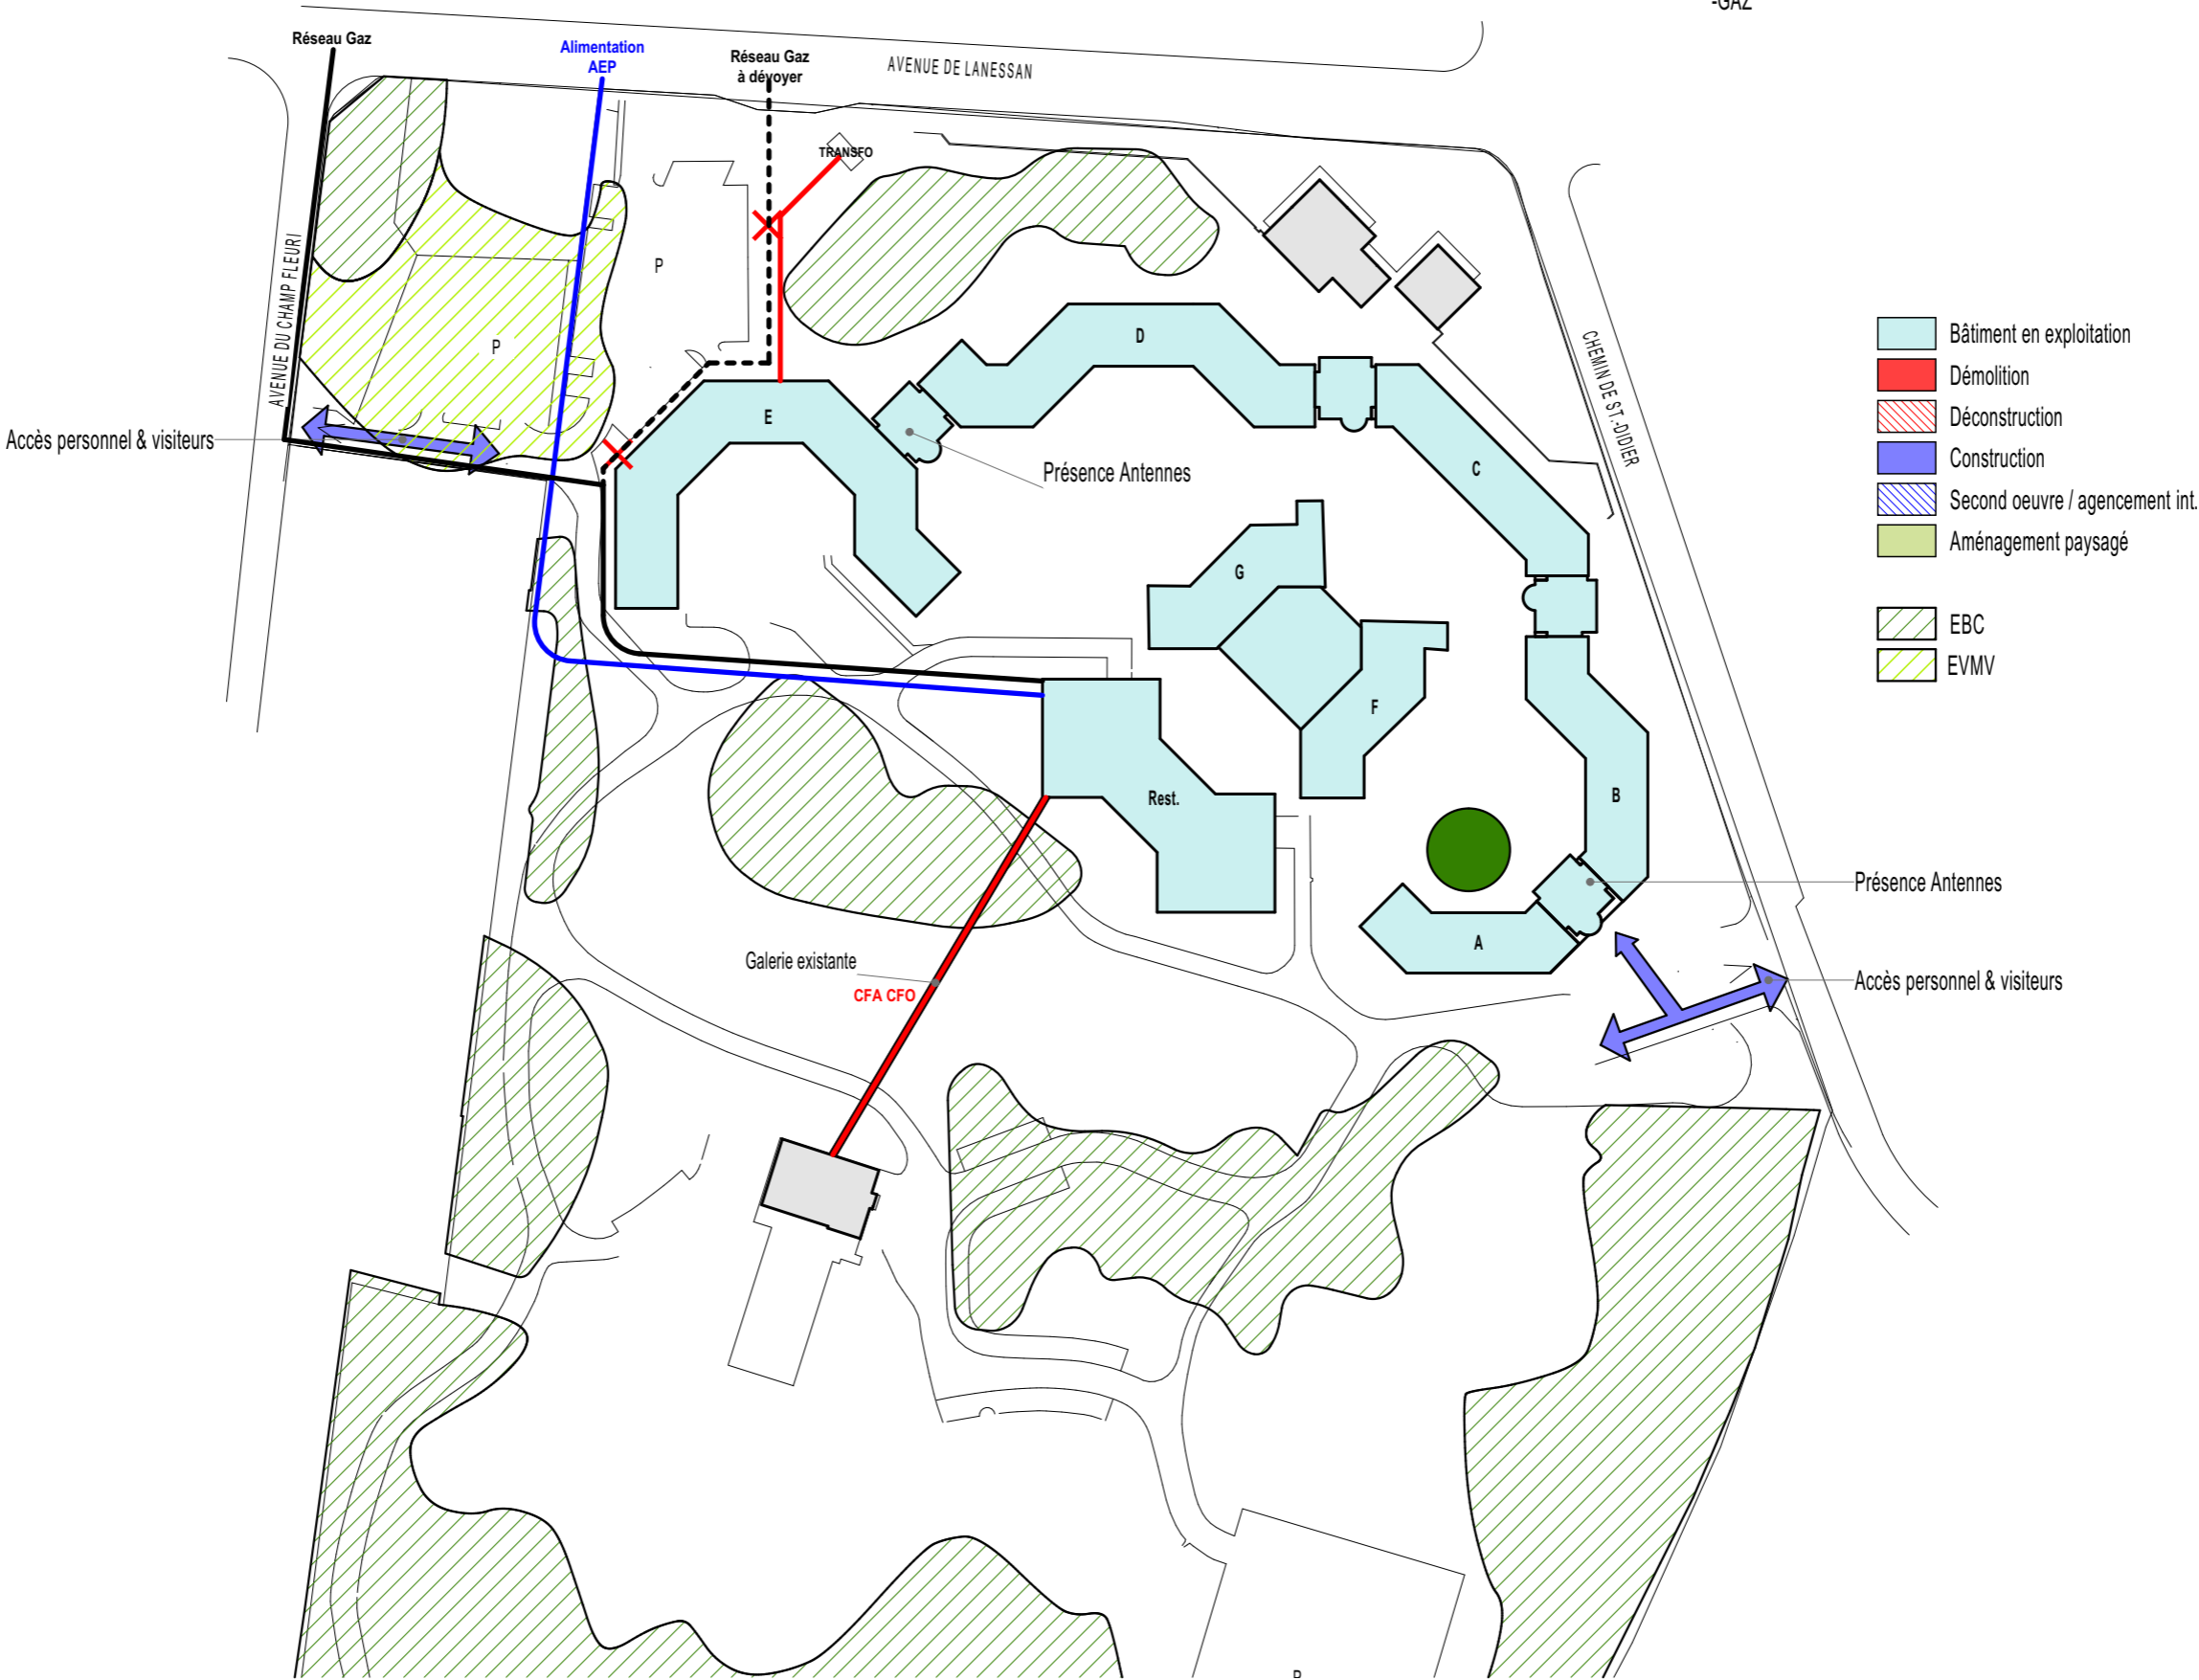 -GAZ
Réseau Gaz
Alimentation
AEP
Réseau Gaz
à dévoyer
AVENUE DE LANESSAN
TRANSFO
AVENUE DU CHAMP FLEURI
P
P
Accès personnel & visiteurs
E
D
Présence Antennes
C
CHEMIN DE ST.-DIDIER
G
F
B
Rest.
A
Présence Antennes
Accès personnel & visiteurs
Galerie existante
CFA CFO
Bâtiment en exploitation
Démolition
Déconstruction
Construction
Second oeuvre / agencement int.
Aménagement paysagé
EBC
EVMV
P